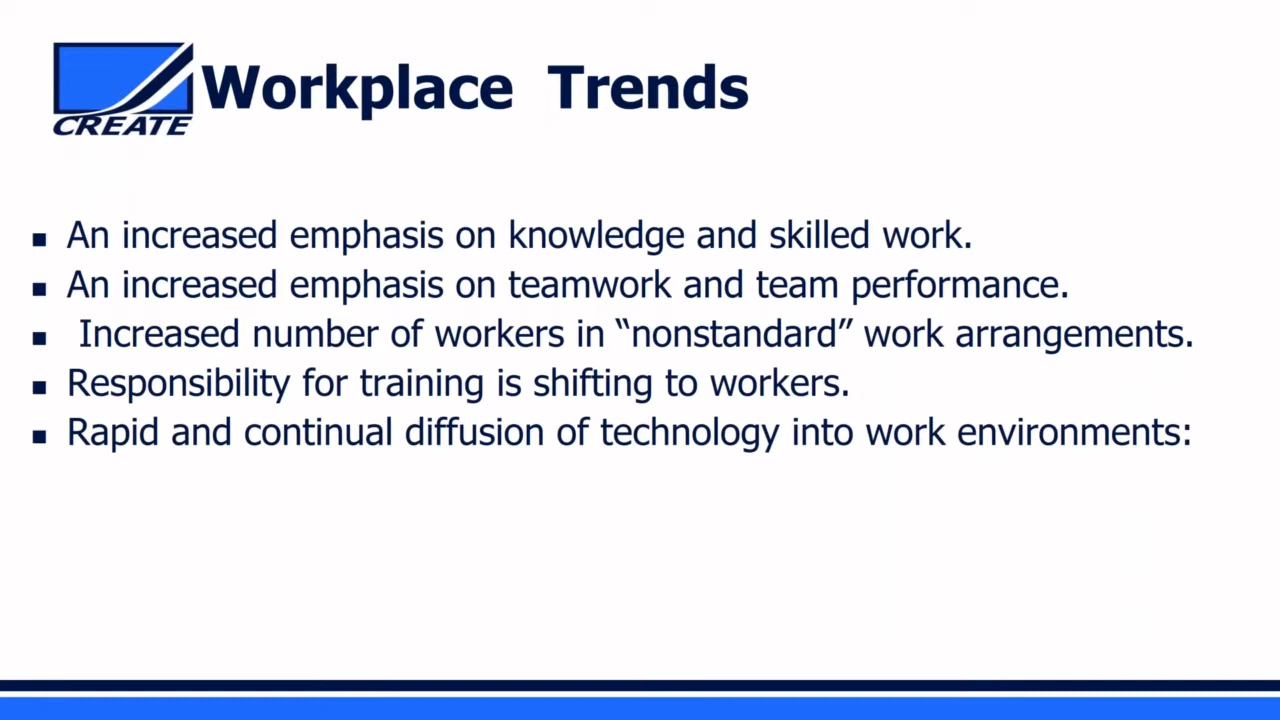 CREATE
Workplace Trends
An increased emphasis on knowledge and skilled work.
An increased emphasis on teamwork and team performance.
Increased number of workers in “nonstandard” work arrangements.
Responsibility for training is shifting to workers.
Rapid and continual diffusion of technology into work environments: